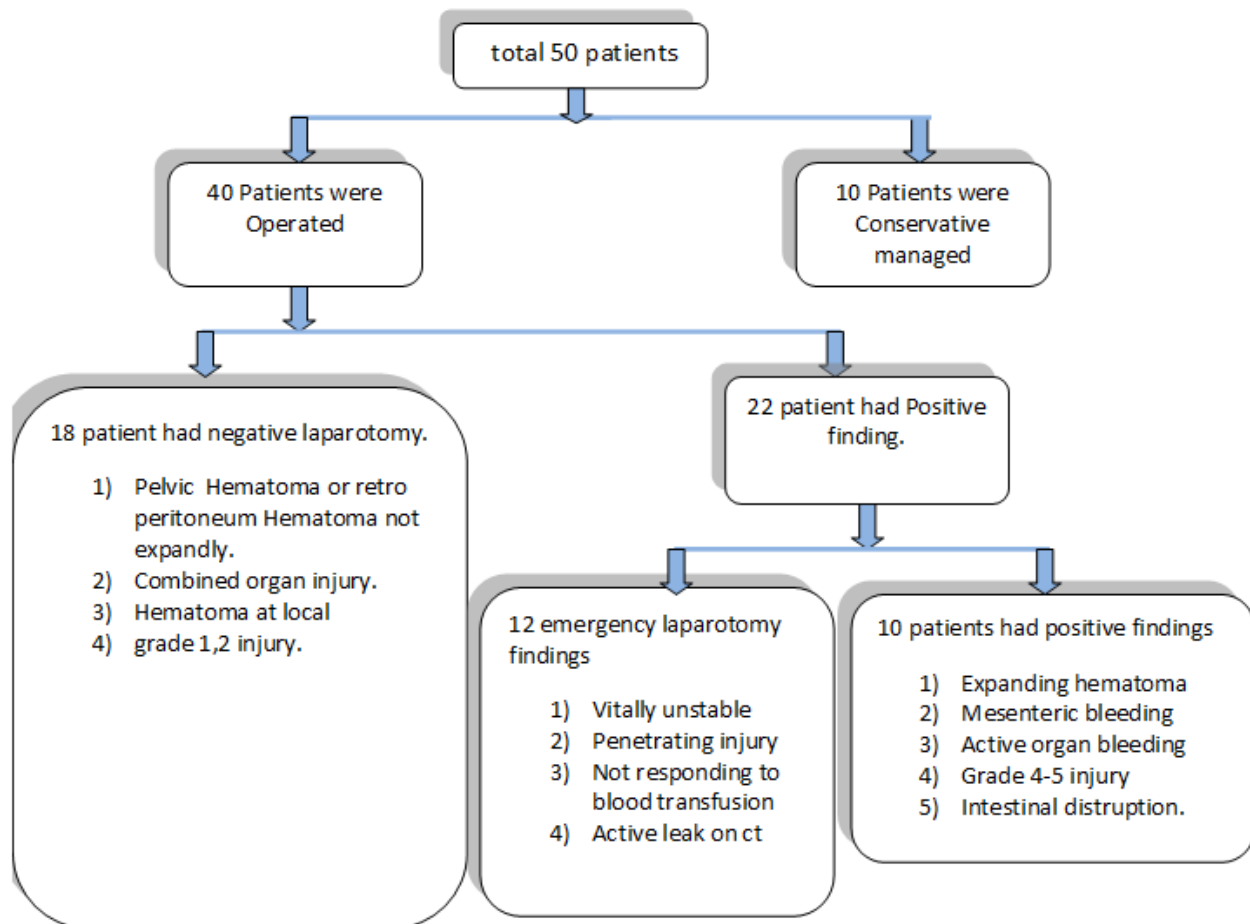 total 50 patients
40 Patients were
Operated
10 Patients were
Conservative
managed
18 patient had negative laparotomy.
1) Pelvic Hematoma or retro
peritoneum Hematoma not
expandly.
2) Combined organ injury.
3) Hematoma at local
4) grade 1,2 injury.
22 patient had Positive
finding.
12 emergency laparotomy
findings
1) Vitally unstable
2) Penetrating injury
3) Not responding to
blood transfusion
4) Active leak on ct
10 patients had positive findings
1) Expanding hematoma
2) Mesenteric bleeding
3) Active organ bleeding
4) Grade 4-5 injury
5) Intestinal distruption.